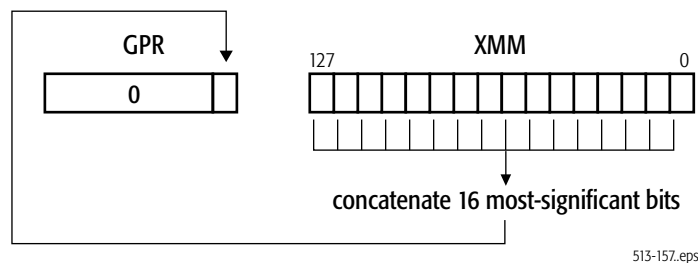 GPR
XMM
127
0
0
concatenate 16 most-significant bits
513-157..eps